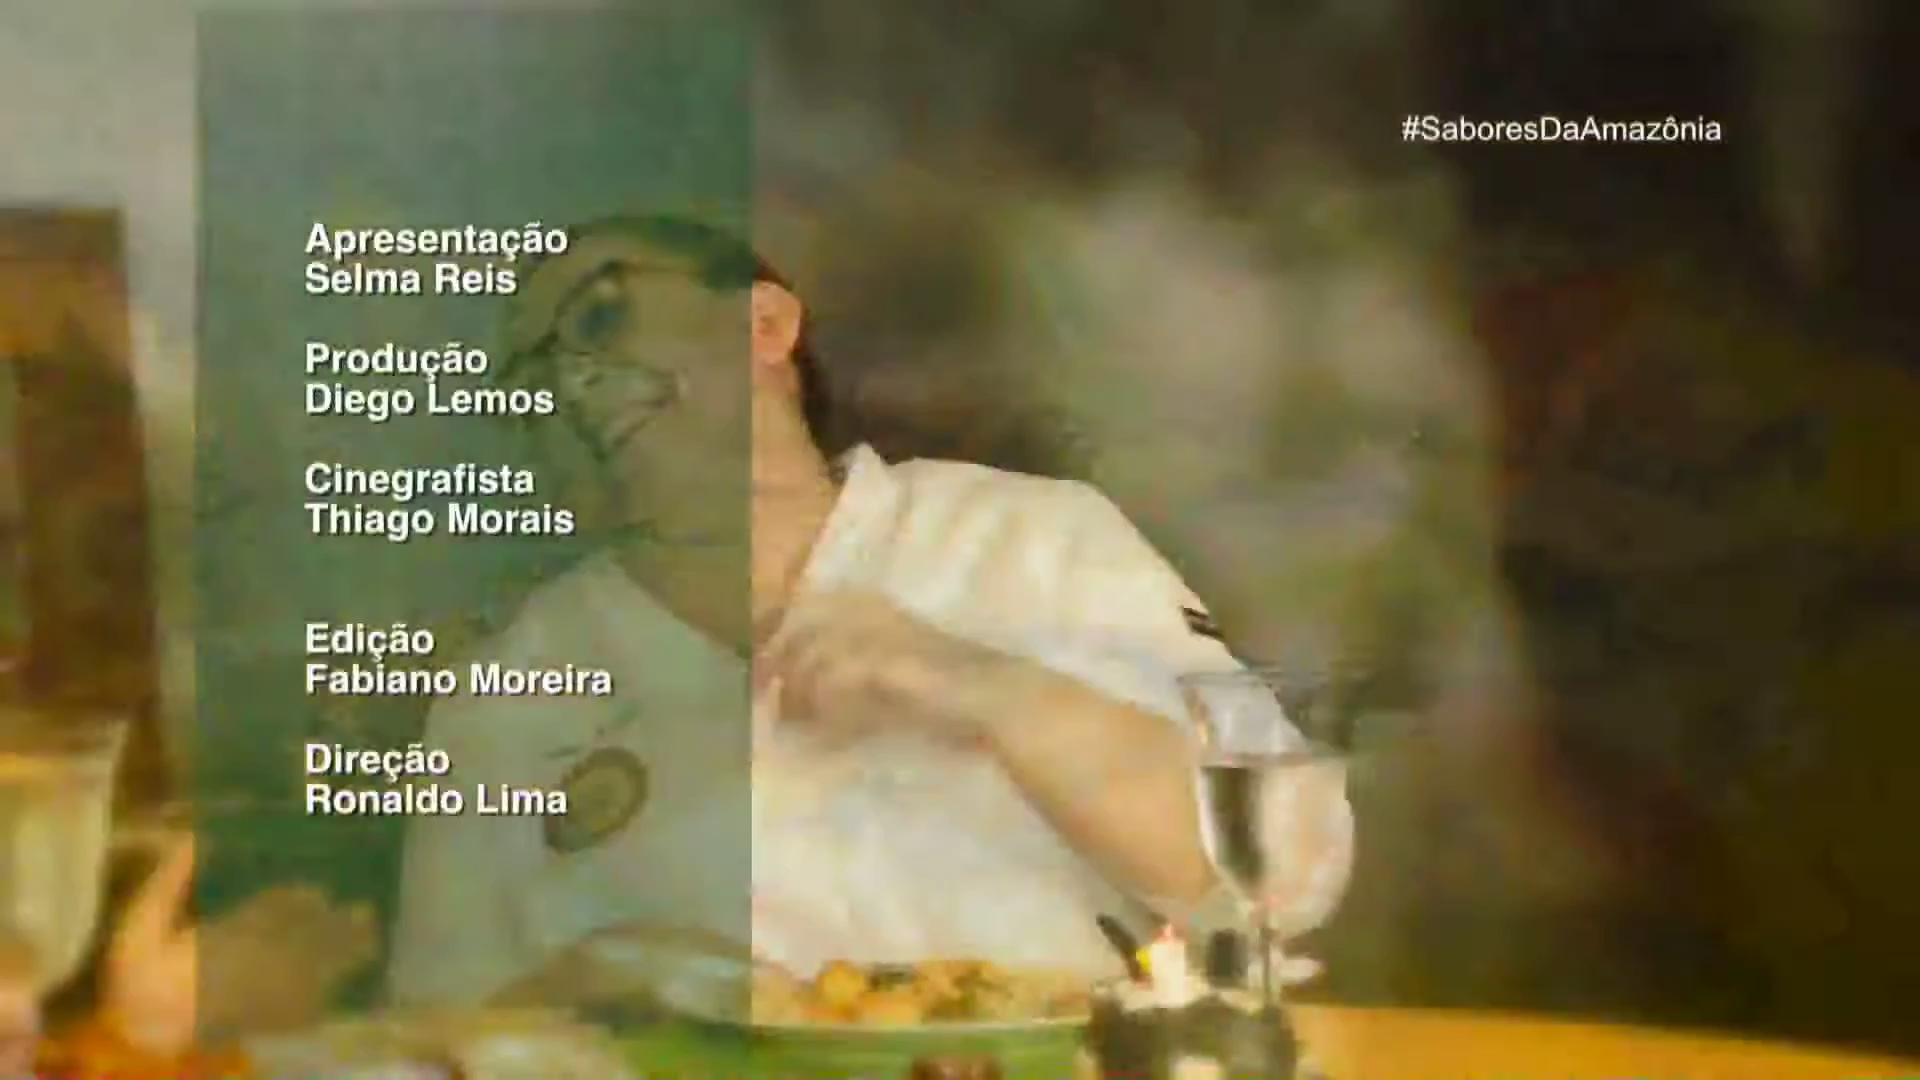 #SaboresDaAmazônia
Apresentação
Selma Reis
Produção
Diego Lemos
Cinegrafista
Thiago Morais
Edição
Fabiano Moreira
Direção
Ronaldo Lima